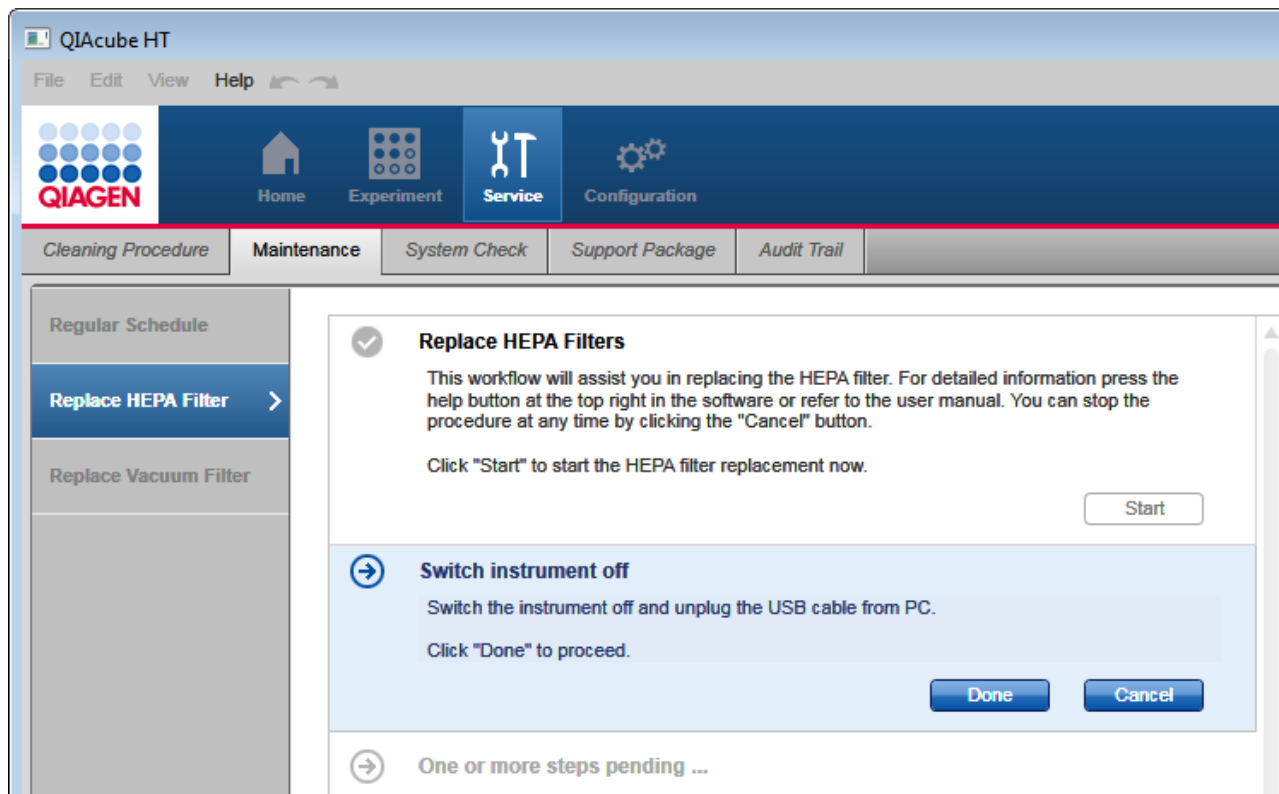 QIAcube HT
File Edit View Help
QIAGEN
Home Experiment Service Configuration
Cleaning Procedure Maintenance System Check Support Package Audit Trail
Regular Schedule
Replace HEPA Filter
Replace Vacuum Filter
Replace HEPA Filters
This workflow will assist you in replacing the HEPA filter. For detailed information press the
help button at the top right in the software or refer to the user manual. You can stop the
procedure at any time by clicking the "Cancel" button.
Click "Start" to start the HEPA filter replacement now.
Start
Switch instrument off
Switch the instrument off and unplug the USB cable from PC.
Click "Done" to proceed.
Done Cancel
One or more steps pending ...